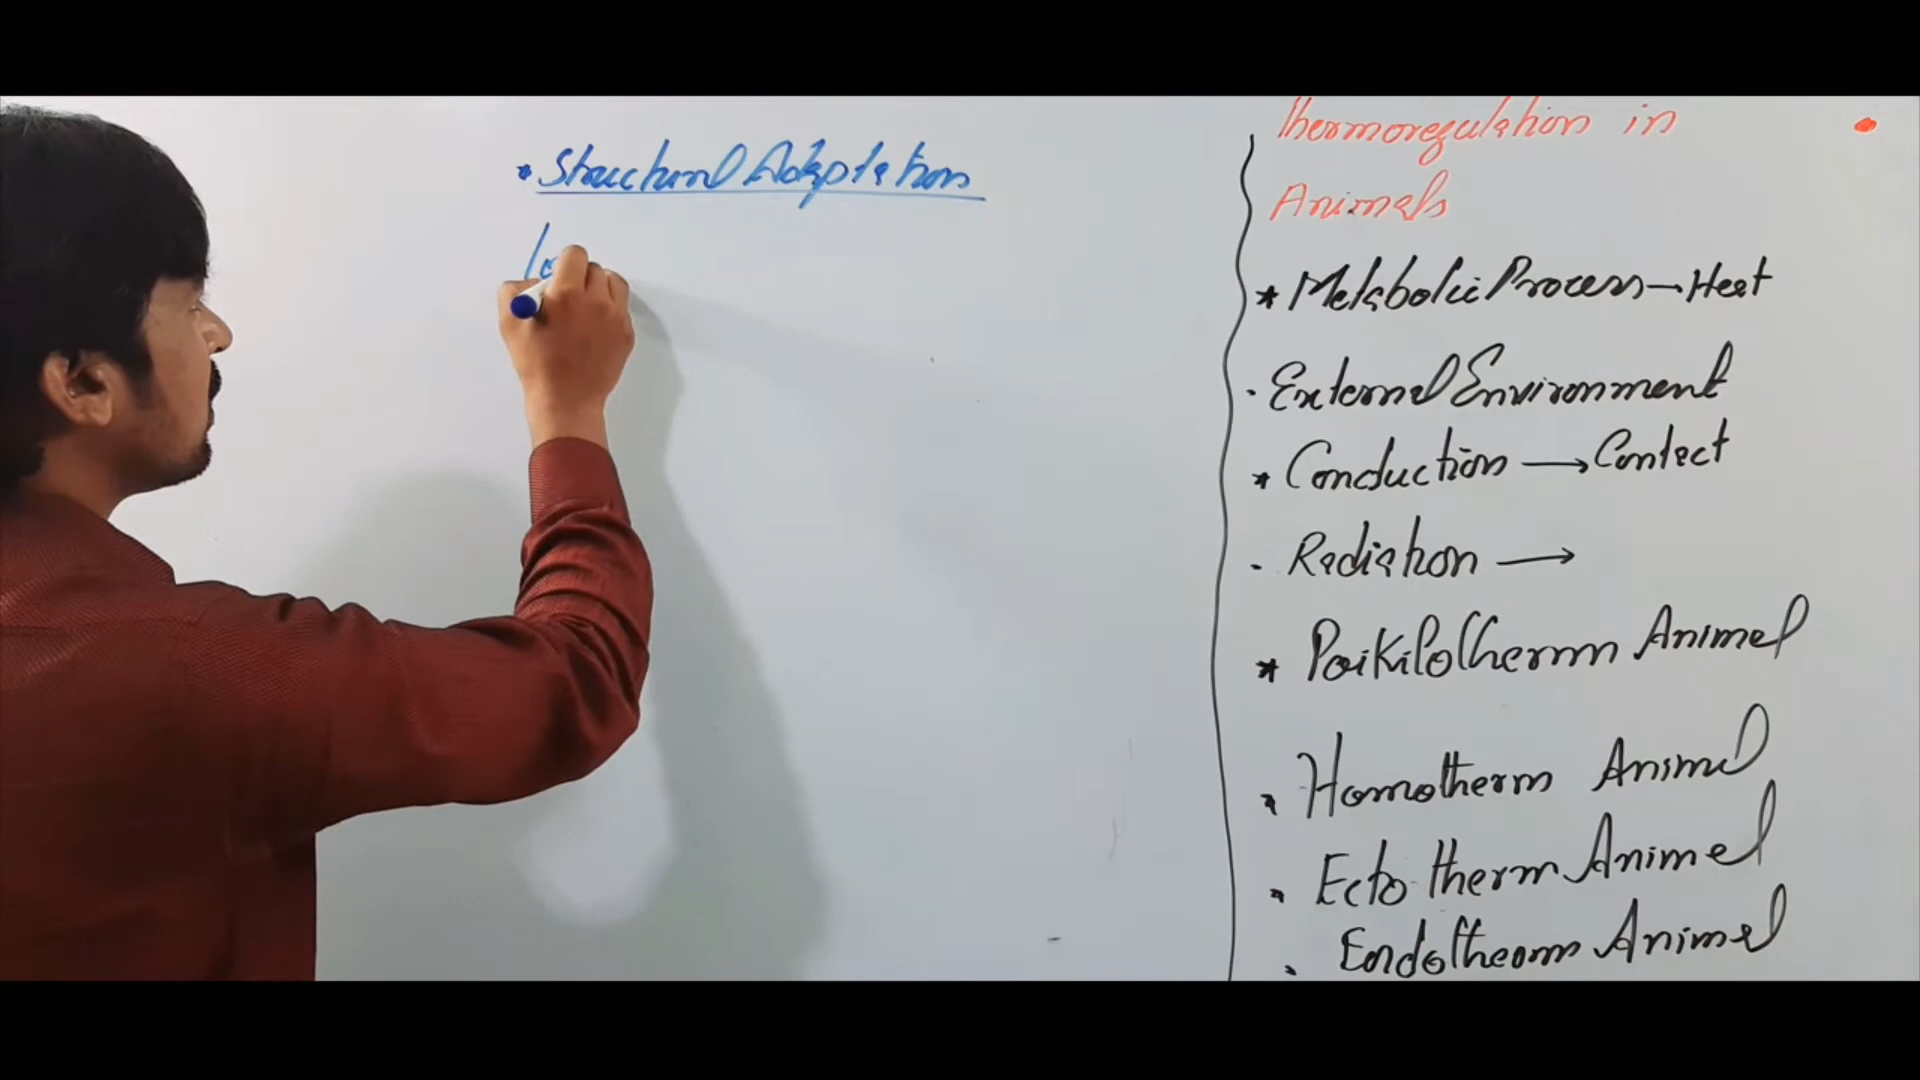 * Structural Adaptation
Thermoregulation in
Animals
* Metabolic Process → Heat
. External Environment
* Conduction → Contact
. Radiation →
* Poikilotherm Animal
. Homotherm Animal
. Ectotherm Animal
. Endotherm Animal